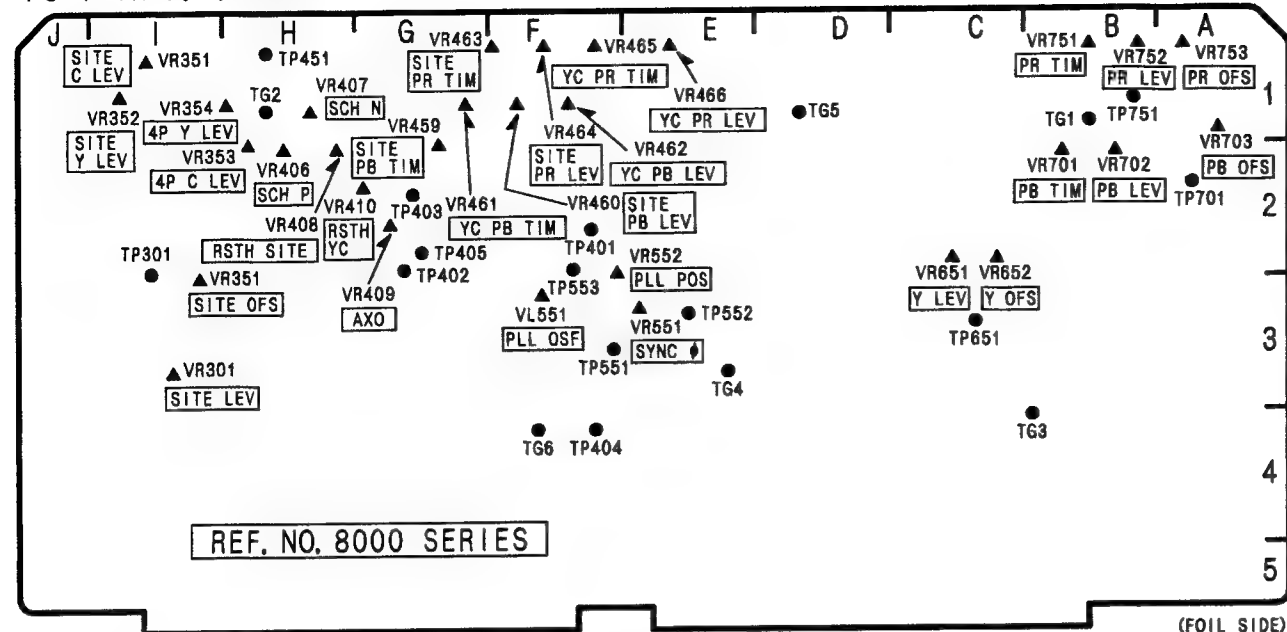 J I H G F E D C B A
SITE
C LEV
VR351
TP451
VR463
SITE
PR TIM
VR465
YC PR TIM
VR466
YC PR LEV
VR751
PR TIM
VR752
PR LEV
VR753
PR OFS
1
VR352
SITE
Y LEV
VR354
4P Y LEV
TG2
VR407
SCH N
VR459
SITE
PB TIM
VR464
SITE
PR LEV
VR462
YC PB LEV
TG5
TG1
TP751
VR703
PB OFS
VR353
4P C LEV
VR406
SCH P
VR701
PB TIM
VR702
PB LEV
TP701
2
VR408
RSTH SITE
VR410
RSTH
YC
TP403
VR461
YC PB TIM
VR460
SITE
PB LEV
TP401
TP301
VR351
SITE OFS
TP405
TP402
VR409
AXO
TP553
VR552
PLL POS
VR651
Y LEV
VR652
Y OFS
VL551
PLL OSF
VR551
SYNC ϕ
TP552
TP651
3
TP551
TG4
VR301
SITE LEV
TG6
TP404
TG3
4
REF. NO. 8000 SERIES
5
(FOIL SIDE)